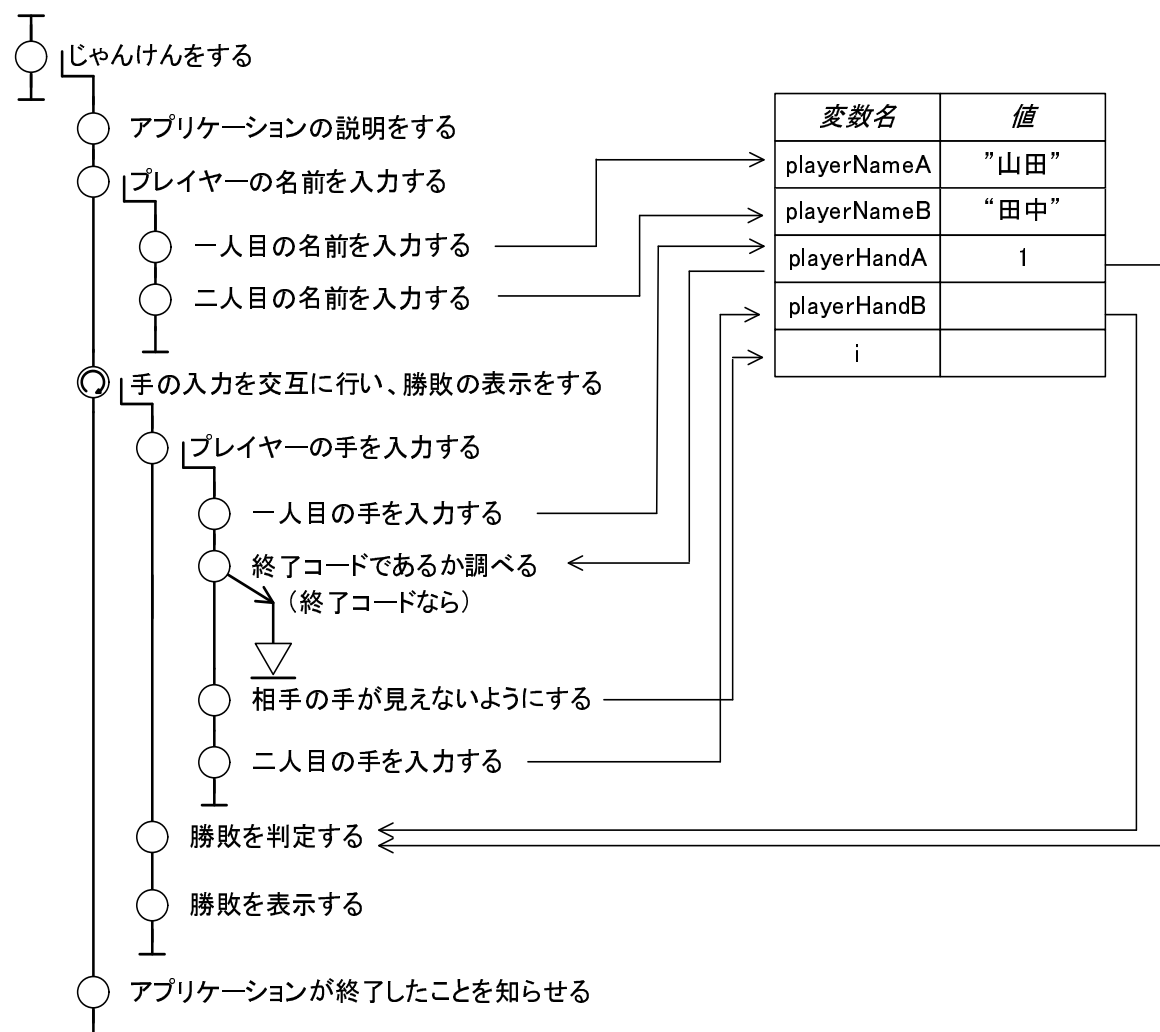 じゃんけんをする
アプリケーションの説明をする
プレイヤーの名前を入力する
一人目の名前を入力する
二人目の名前を入力する
手の入力を交互に行い、勝敗の表示をする
プレイヤーの手を入力する
一人目の手を入力する
終了コードであるか調べる
（終了コードなら）
相手の手が見えないようにする
二人目の手を入力する
勝敗を判定する
勝敗を表示する
アプリケーションが終了したことを知らせる
変数名 値
playerNameA ”山田”
playerNameB “田中”
playerHandA 1
playerHandB
i